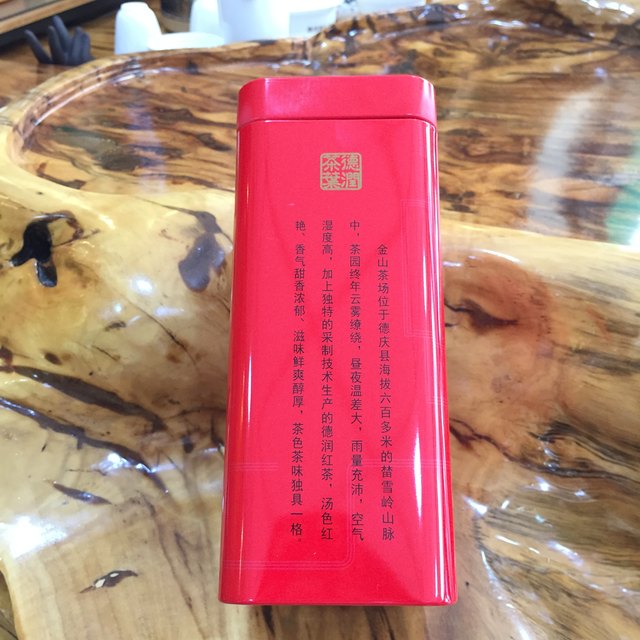 德润
茶葉
金山茶场位于德庆县海拔六百多米的替雪岭山脉
中，茶园终年云雾缭绕，昼夜温差大，雨量充沛，空气
湿度高，加上独特的采制技术生产的德润红茶，汤色红
艳、香气甜香浓郁、滋味鲜爽醇厚，茶色茶味独具一格。